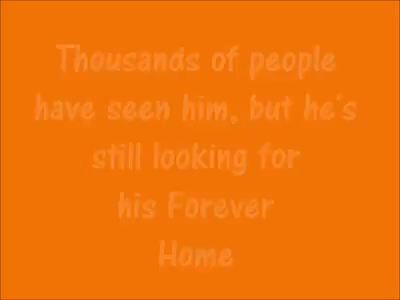 Thousands of people
have seen him, but he's
still looking for
his Forever
Home